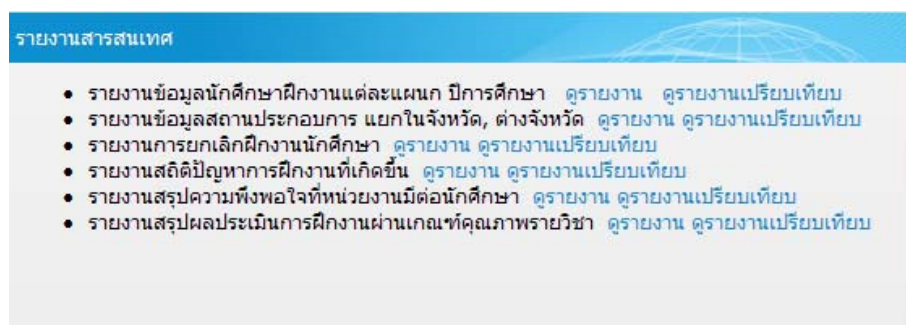 รายงานสารสนเทศ
● รายงานข้อมูลนักศึกษาฝึกงานแต่ละแผนก ปีการศึกษา ดูรายงาน ดูรายงานเปรียบเทียบ
● รายงานข้อมูลสถานประกอบการ แยกในจังหวัด, ต่างจังหวัด ดูรายงาน ดูรายงานเปรียบเทียบ
● รายงานการยกเลิกฝึกงานนักศึกษา ดูรายงาน ดูรายงานเปรียบเทียบ
● รายงานสถิติปัญหาการฝึกงานที่เกิดขึ้น ดูรายงาน ดูรายงานเปรียบเทียบ
● รายงานสรุปความพึงพอใจที่หน่วยงานมีต่อนักศึกษา ดูรายงาน ดูรายงานเปรียบเทียบ
● รายงานสรุปผลประเมินการฝึกงานผ่านเกณฑ์คุณภาพรายวิชา ดูรายงาน ดูรายงานเปรียบเทียบ